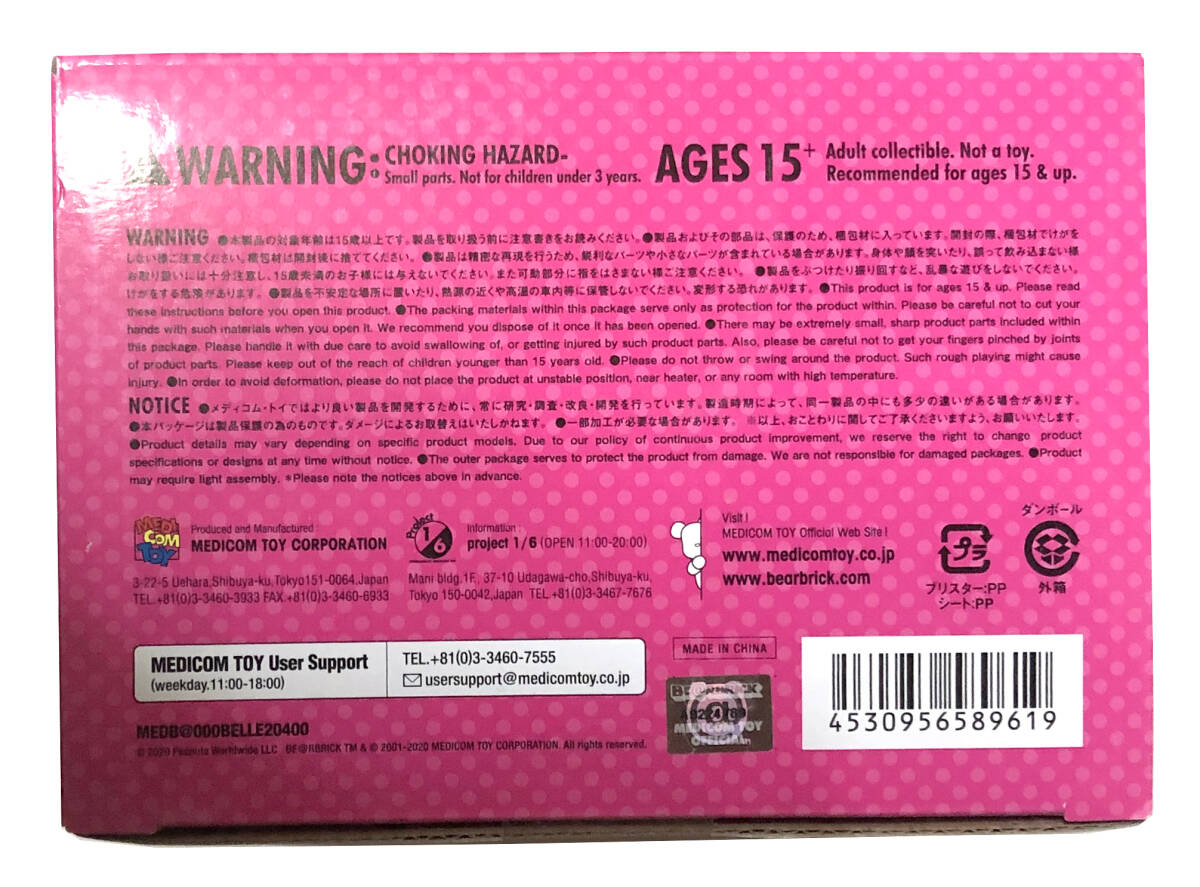 WARNING: CHOKING HAZARD-
Small parts. Not for children under 3 years.
AGES 15+
Adult collectible. Not a toy.
Recommended for ages 15 & up.
WARNING ●本製品の対象年齢は15歳以上です。製品を取り扱う前に注意書きをお読みください。●製品およびその部品は、保護のため、梱包材に入っています。開封の際、梱包材でけがを
しない様ご注意ください。梱包材は開封後に捨ててください。●製品は精密な再現を行うため、鋭利なパーツや小さなパーツが含まれている場合があります。身体や顔を突いたり、誤って飲み込まない様
お取り扱いには十分注意し、15歳未満のお子様には与えないでください。また可動部分に指をはさまない様ご注意ください。 ●製品をぶつけたり振り回すなど、乱暴な遊びをしないでください。
けがをする危険があります。●製品を不安定な場所に置いたり、熱源の近くや高温の車内等に保管しないでください。変形する恐れがあります。●This product is for ages 15 & up. Please read
these instructions before you open this product. ●The packing materials within this package serve only as protection for the product within. Please be careful not to cut your
hands with such materials when you open it. We recommend you dispose of it once it has been opened. ●There may be extremely small, sharp product parts included within
this package. Please handle it with due care to avoid swallowing of, or getting injured by such product parts. Also, please be careful not to get your fingers pinched by joints
of product parts. Please keep out of the reach of children younger than 15 years old. ●Please do not throw or swing around the product. Such rough playing might cause
injury. ●In order to avoid deformation, please do not place the product at unstable position, near heater, or any room with high temperature.
NOTICE ●メディコム・トイではより良い製品を開発するために、常に研究・調査・改良・開発を行っています。製造時期によって、同一製品の中にも多少の違いがある場合があります。
●本パッケージは製品保護の為のものです。ダメージによるお取替えはいたしかねます。 ●一部加工が必要な場合があります。 ※以上、おことわりに関してご了承くださいますよう、お願いいたします。
●Product details may vary depending on specific product models. Due to our policy of continuous product improvement, we reserve the right to change product
specifications or designs at any time without notice. ●The outer package serves to protect the product from damage. We are not responsible for damaged packages. ●Product
may require light assembly. *Please note the notices above in advance.
MEDI
COM
TOY
Produced and Manufactured :
MEDICOM TOY CORPORATION
3-22-5 Uehara,Shibuya-ku,Tokyo151-0064,Japan
TEL.+81(0)3-3460-3933 FAX.+81(0)3-3460-6933
Project
1/6
Information :
project 1/6 (OPEN 11:00-20:00)
Mani bldg.1F, 37-10 Udagawa-cho,Shibuya-ku,
Tokyo 150-0042,Japan TEL.+81(0)3-3467-7676
Visit !
MEDICOM TOY Official Web Site !
www.medicomtoy.co.jp
www.bearbrick.com
プラ
ブリスター:PP
シート:PP
ダンボール
外箱
MEDICOM TOY User Support
(weekday.11:00-18:00)
TEL.+81(0)3-3460-7555
usersupport@medicomtoy.co.jp
MADE IN CHINA
BE@RBRICK
MEDICOM TOY
OFFICIAL
4530956589619
MEDB@000BELLE20400
© 2020 Peanuts Worldwide LLC BE@RBRICK TM & © 2001-2020 MEDICOM TOY CORPORATION. All rights reserved.